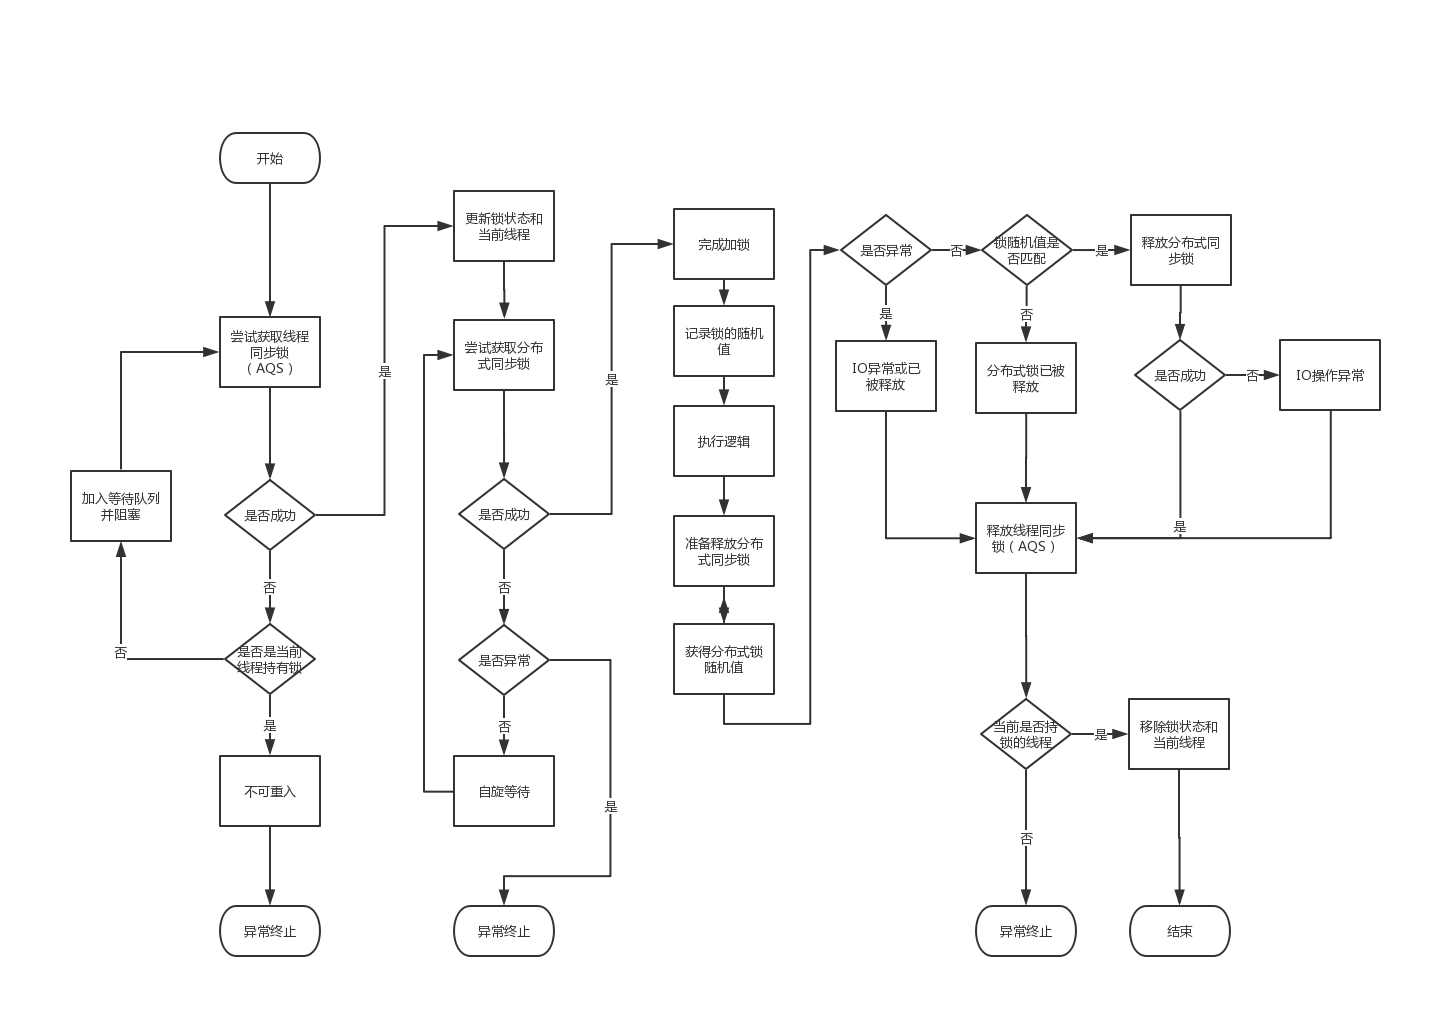 开始
尝试获取线程
同步锁
（AQS）
是否成功
否
是
加入等待队列
并阻塞
是否是当前
线程持有锁
否
是
不可重入
异常终止
更新锁状态和
当前线程
尝试获取分布
式同步锁
是否成功
是
否
是否异常
否
是
自旋等待
异常终止
完成加锁
记录锁的随机
值
执行逻辑
准备释放分布
式同步锁
获得分布式锁
随机值
是否异常
否
是
IO异常或已
被释放
锁随机值是
否匹配
是
否
分布式锁已被
释放
释放分布式同
步锁
是否成功
否
IO操作异常
是
释放线程同步
锁（AQS）
当前是否持
锁的线程
是
移除锁状态和
当前线程
否
异常终止
结束